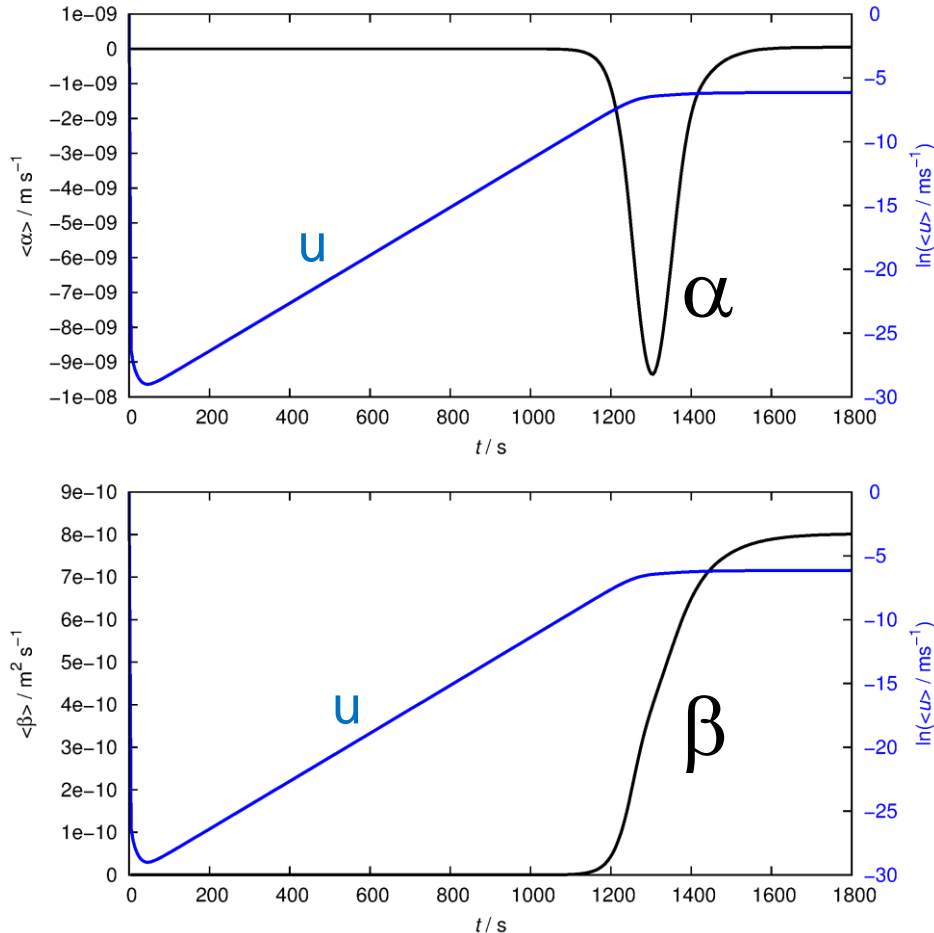 1e−09
0
−1e−09
−2e−09
−3e−09
−4e−09
−5e−09
−6e−09
−7e−09
−8e−09
−9e−09
−1e−08
<α> / m s⁻¹
0
−5
−10
−15
−20
−25
−30
ln(<u> / ms⁻¹)
u
α
0 200 400 600 800 1000 1200 1400 1600 1800
t / s
9e−10
8e−10
7e−10
6e−10
5e−10
4e−10
3e−10
2e−10
1e−10
0
<β> / m² s⁻¹
0
−5
−10
−15
−20
−25
−30
ln(<u> / ms⁻¹)
u
β
0 200 400 600 800 1000 1200 1400 1600 1800
t / s